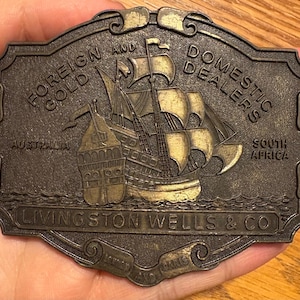 FOREIGN AND DOMESTIC
GOLD DEALERS
AUSTRALIA
SOUTH
AFRICA
LIVINGSTON WELLS & CO